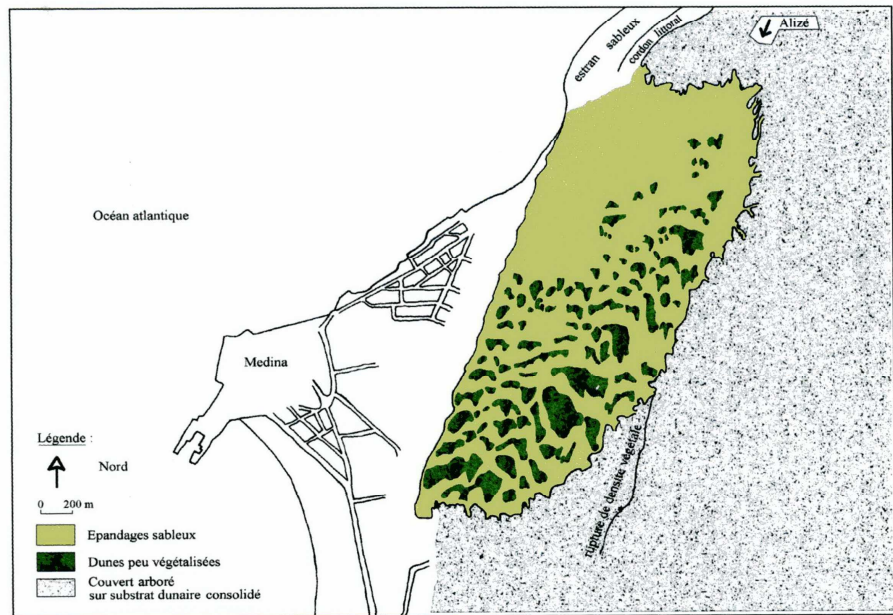 Alizé
estran sableux
cordon littoral
Océan atlantique
Medina
rupture de densité végétale
Légende :
Nord
0 200 m
Epandages sableux
Dunes peu végétalisées
Couvert arboré
sur substrat dunaire consolidé